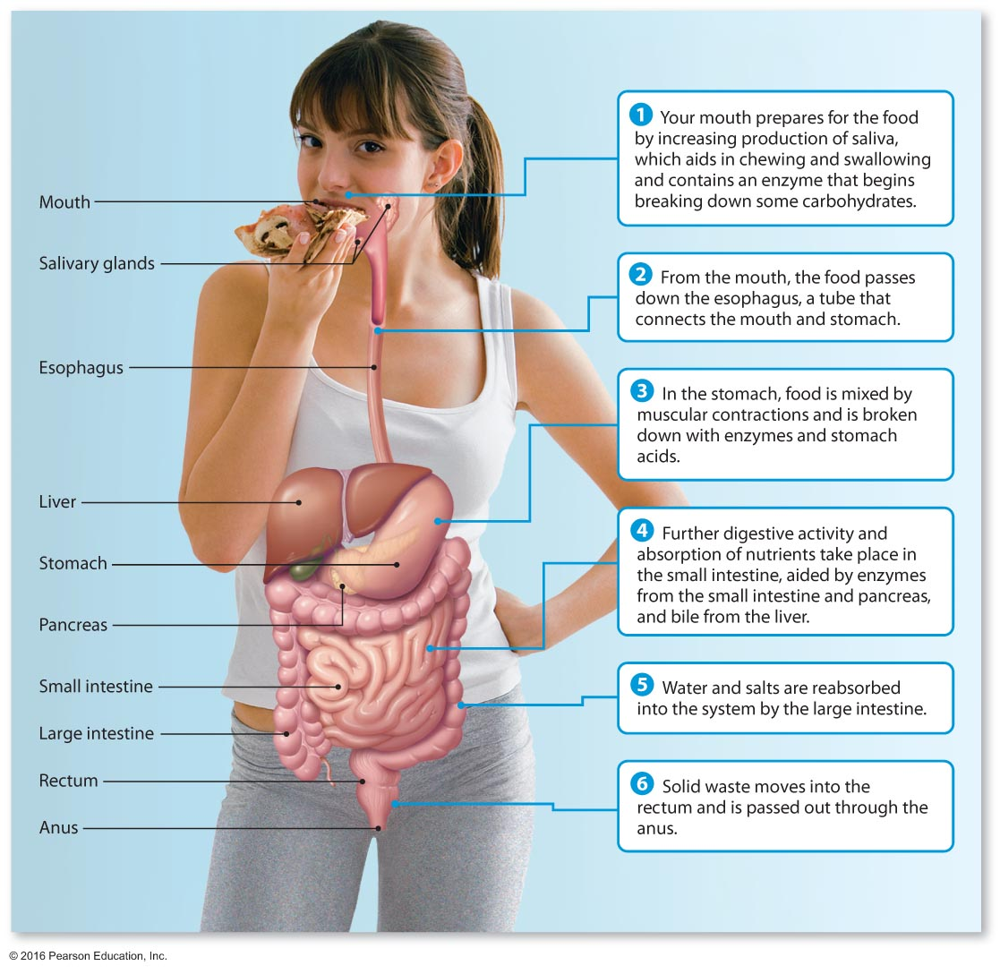 Mouth
Salivary glands
Esophagus
Liver
Stomach
Pancreas
Small intestine
Large intestine
Rectum
Anus
1 Your mouth prepares for the food
by increasing production of saliva,
which aids in chewing and swallowing
and contains an enzyme that begins
breaking down some carbohydrates.
2 From the mouth, the food passes
down the esophagus, a tube that
connects the mouth and stomach.
3 In the stomach, food is mixed by
muscular contractions and is broken
down with enzymes and stomach
acids.
4 Further digestive activity and
absorption of nutrients take place in
the small intestine, aided by enzymes
from the small intestine and pancreas,
and bile from the liver.
5 Water and salts are reabsorbed
into the system by the large intestine.
6 Solid waste moves into the
rectum and is passed out through the
anus.
© 2016 Pearson Education, Inc.